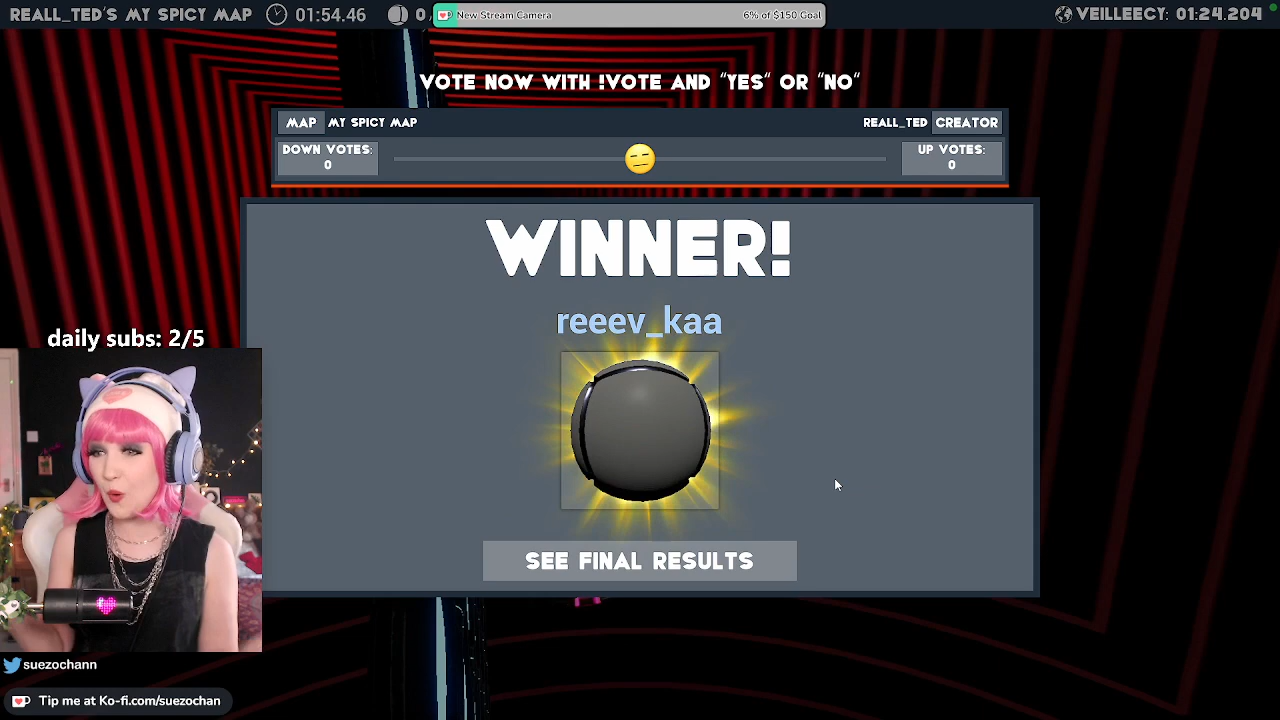 REALL_TED'S MY SPICY MAP
01:54.46
0
New Stream Camera
6% of $150 Goal
VEILLEECY: 01:24.204
VOTE NOW WITH !VOTE AND "YES" OR "NO"
MAP MY SPICY MAP
REALL_TED CREATOR
DOWN VOTES:
0
UP VOTES:
0
WINNER!
reeev_kaa
daily subs: 2/5
SEE FINAL RESULTS
suezochann
Tip me at Ko-fi.com/suezochan